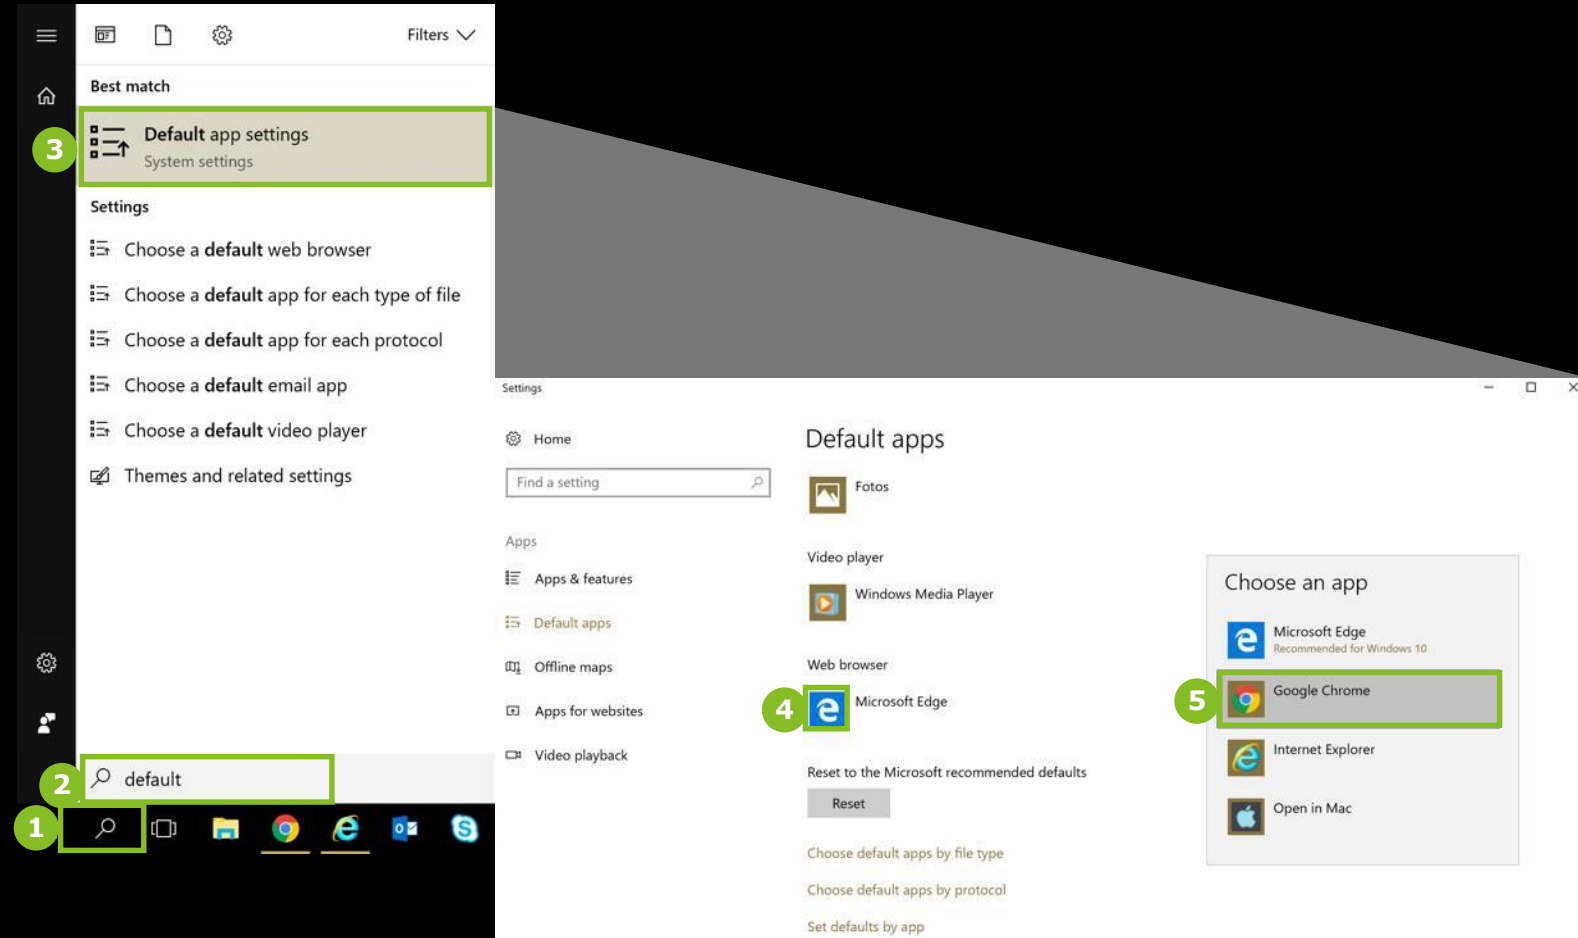 Filters
Best match
3
Default app settings
System settings
Settings
Choose a default web browser
Choose a default app for each type of file
Choose a default app for each protocol
Choose a default email app
Choose a default video player
Themes and related settings
2
default
1
Settings
Home
Find a setting
Apps
Apps & features
Default apps
Offline maps
Apps for websites
Video playback
Default apps
Fotos
Video player
Windows Media Player
Web browser
4
Microsoft Edge
Reset to the Microsoft recommended defaults
Reset
Choose default apps by file type
Choose default apps by protocol
Set defaults by app
Choose an app
Microsoft Edge
Recommended for Windows 10
5
Google Chrome
Internet Explorer
Open in Mac